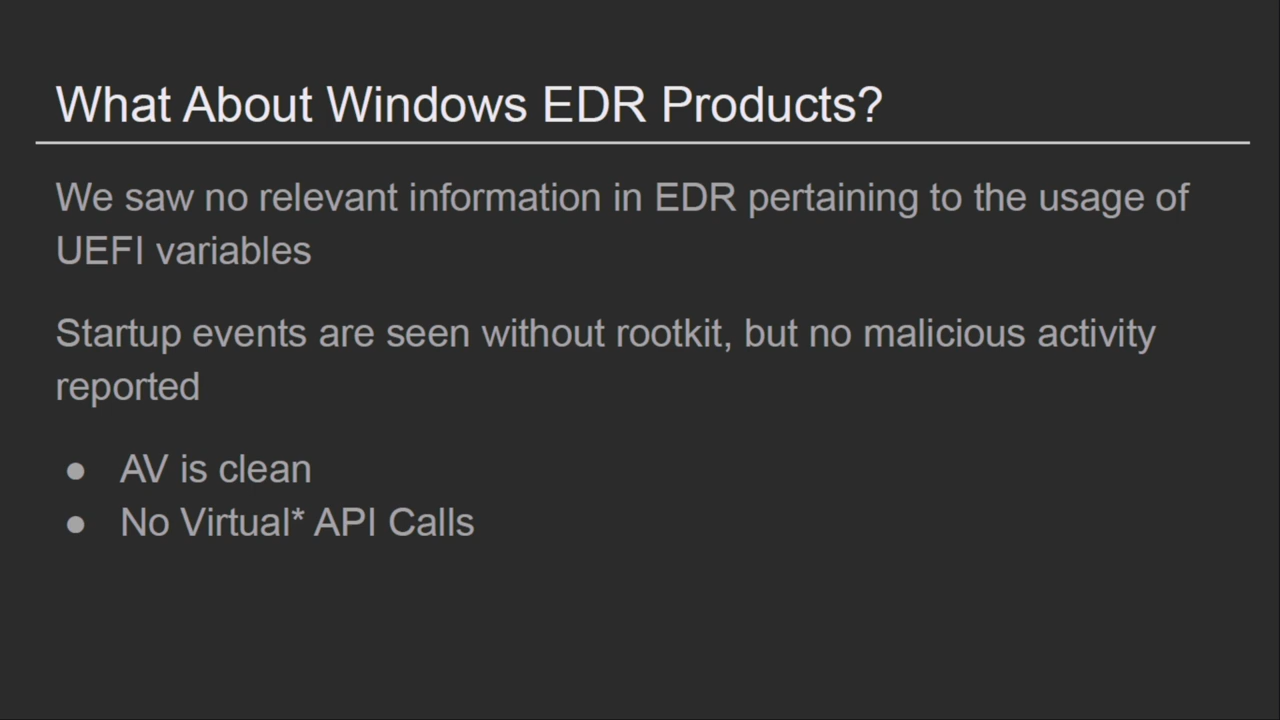 What About Windows EDR Products?
We saw no relevant information in EDR pertaining to the usage of
UEFI variables
Startup events are seen without rootkit, but no malicious activity
reported
● AV is clean
● No Virtual* API Calls